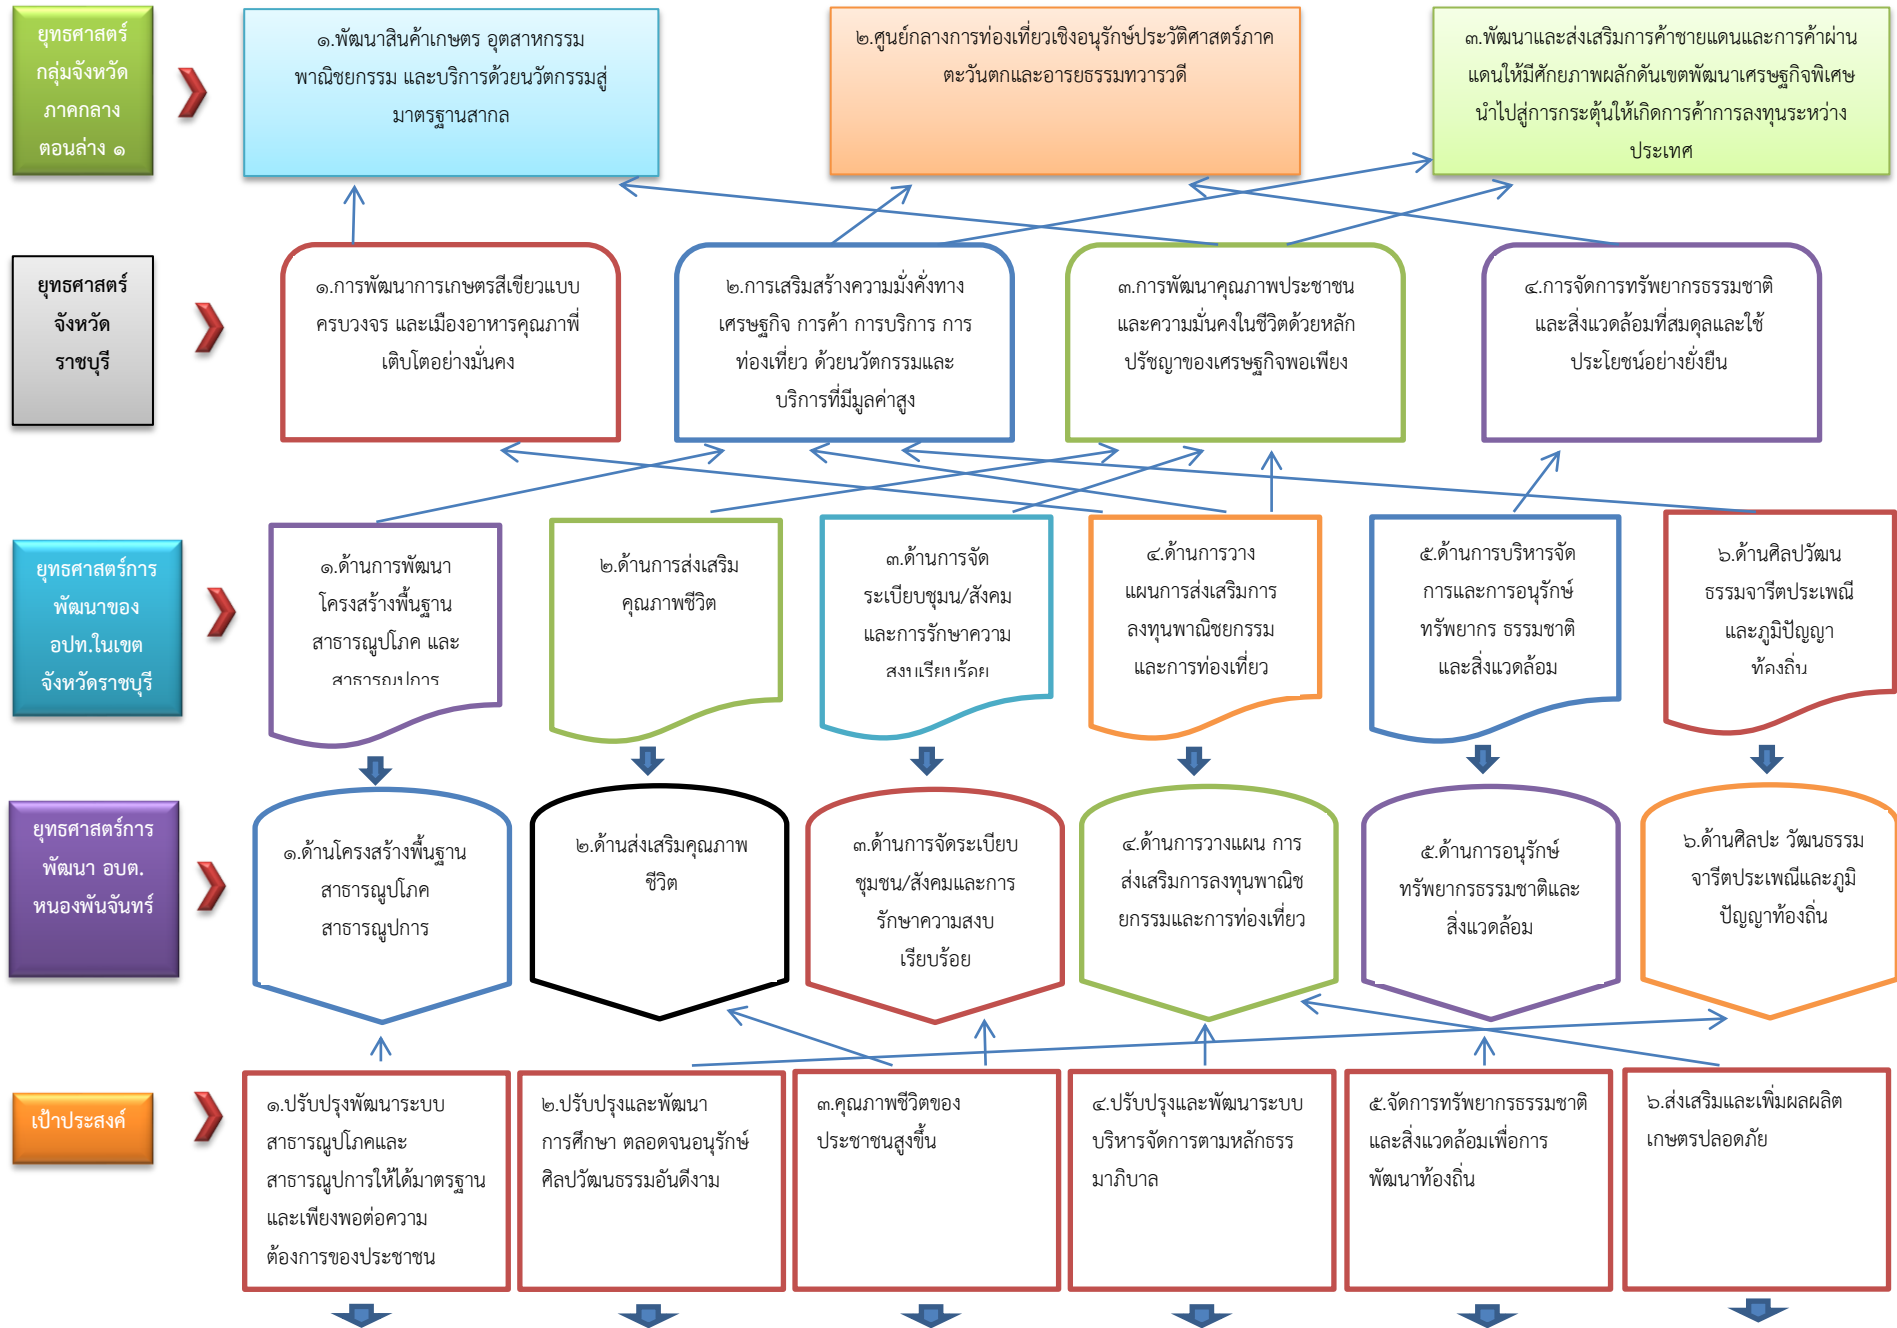 ยุทธศาสตร์
กลุ่มจังหวัด
ภาคกลาง
ตอนล่าง ๑
๑.พัฒนาสินค้าเกษตร อุตสาหกรรม
พาณิชยกรรม และบริการด้วยนวัตกรรมสู่
มาตรฐานสากล
๒.ศูนย์กลางการท่องเที่ยวเชิงอนุรักษ์ประวัติศาสตร์ภาค
ตะวันตกและอารยธรรมทวารวดี
๓.พัฒนาและส่งเสริมการค้าชายแดนและการค้าผ่าน
แดนให้มีศักยภาพผลักดันเขตพัฒนาเศรษฐกิจพิเศษ
นำไปสู่การกระตุ้นให้เกิดการค้าการลงทุนระหว่าง
ประเทศ
ยุทธศาสตร์
จังหวัด
ราชบุรี
๑.การพัฒนาการเกษตรสีเขียวแบบ
ครบวงจร และเมืองอาหารคุณภาพี่
เติบโตอย่างมั่นคง
๒.การเสริมสร้างความมั่งคั่งทาง
เศรษฐกิจ การค้า การบริการ การ
ท่องเที่ยว ด้วยนวัตกรรมและ
บริการที่มีมูลค่าสูง
๓.การพัฒนาคุณภาพประชาชน
และความมั่นคงในชีวิตด้วยหลัก
ปรัชญาของเศรษฐกิจพอเพียง
๔.การจัดการทรัพยากรธรรมชาติ
และสิ่งแวดล้อมที่สมดุลและใช้
ประโยชน์อย่างยั่งยืน
ยุทธศาสตร์การ
พัฒนาของ
อปท.ในเขต
จังหวัดราชบุรี
๑.ด้านการพัฒนา
โครงสร้างพื้นฐาน
สาธารณูปโภค และ
สาธารณูปการ
๒.ด้านการส่งเสริม
คุณภาพชีวิต
๓.ด้านการจัด
ระเบียบชุมน/สังคม
และการรักษาความ
สงบเรียบร้อย
๔.ด้านการวาง
แผนการส่งเสริมการ
ลงทุนพาณิชยกรรม
และการท่องเที่ยว
๕.ด้านการบริหารจัด
การและการอนุรักษ์
ทรัพยากร ธรรมชาติ
และสิ่งแวดล้อม
๖.ด้านศิลปวัฒน
ธรรมจารีตประเพณี
และภูมิปัญญา
ท้องถิ่น
ยุทธศาสตร์การ
พัฒนา อบต.
หนองพันจันทร์
๑.ด้านโครงสร้างพื้นฐาน
สาธารณูปโภค
สาธารณูปการ
๒.ด้านส่งเสริมคุณภาพ
ชีวิต
๓.ด้านการจัดระเบียบ
ชุมชน/สังคมและการ
รักษาความสงบ
เรียบร้อย
๔.ด้านการวางแผน การ
ส่งเสริมการลงทุนพาณิช
ยกรรมและการท่องเที่ยว
๕.ด้านการอนุรักษ์
ทรัพยากรธรรมชาติและ
สิ่งแวดล้อม
๖.ด้านศิลปะ วัฒนธรรม
จารีตประเพณีและภูมิ
ปัญญาท้องถิ่น
เป้าประสงค์
๑.ปรับปรุงพัฒนาระบบ
สาธารณูปโภคและ
สาธารณูปการให้ได้มาตรฐาน
และเพียงพอต่อความ
ต้องการของประชาชน
๒.ปรับปรุงและพัฒนา
การศึกษา ตลอดจนอนุรักษ์
ศิลปวัฒนธรรมอันดีงาม
๓.คุณภาพชีวิตของ
ประชาชนสูงขึ้น
๔.ปรับปรุงและพัฒนาระบบ
บริหารจัดการตามหลักธรร
มาภิบาล
๕.จัดการทรัพยากรธรรมชาติ
และสิ่งแวดล้อมเพื่อการ
พัฒนาท้องถิ่น
๖.ส่งเสริมและเพิ่มผลผลิต
เกษตรปลอดภัย